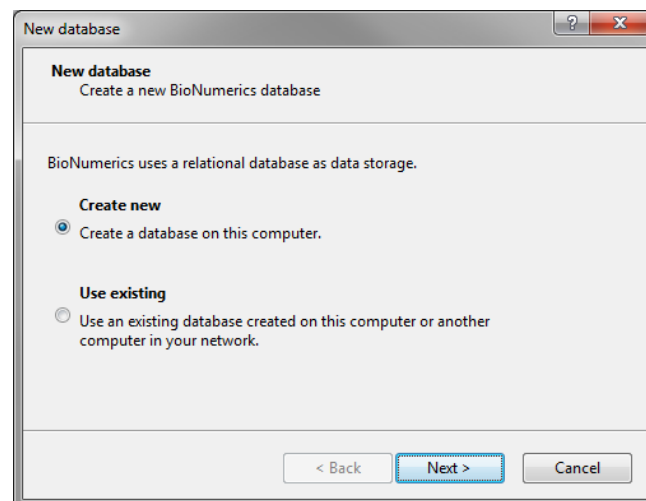 New database
New database
Create a new BioNumerics database
BioNumerics uses a relational database as data storage.
Create new
Create a database on this computer.
Use existing
Use an existing database created on this computer or another
computer in your network.
< Back
Next >
Cancel